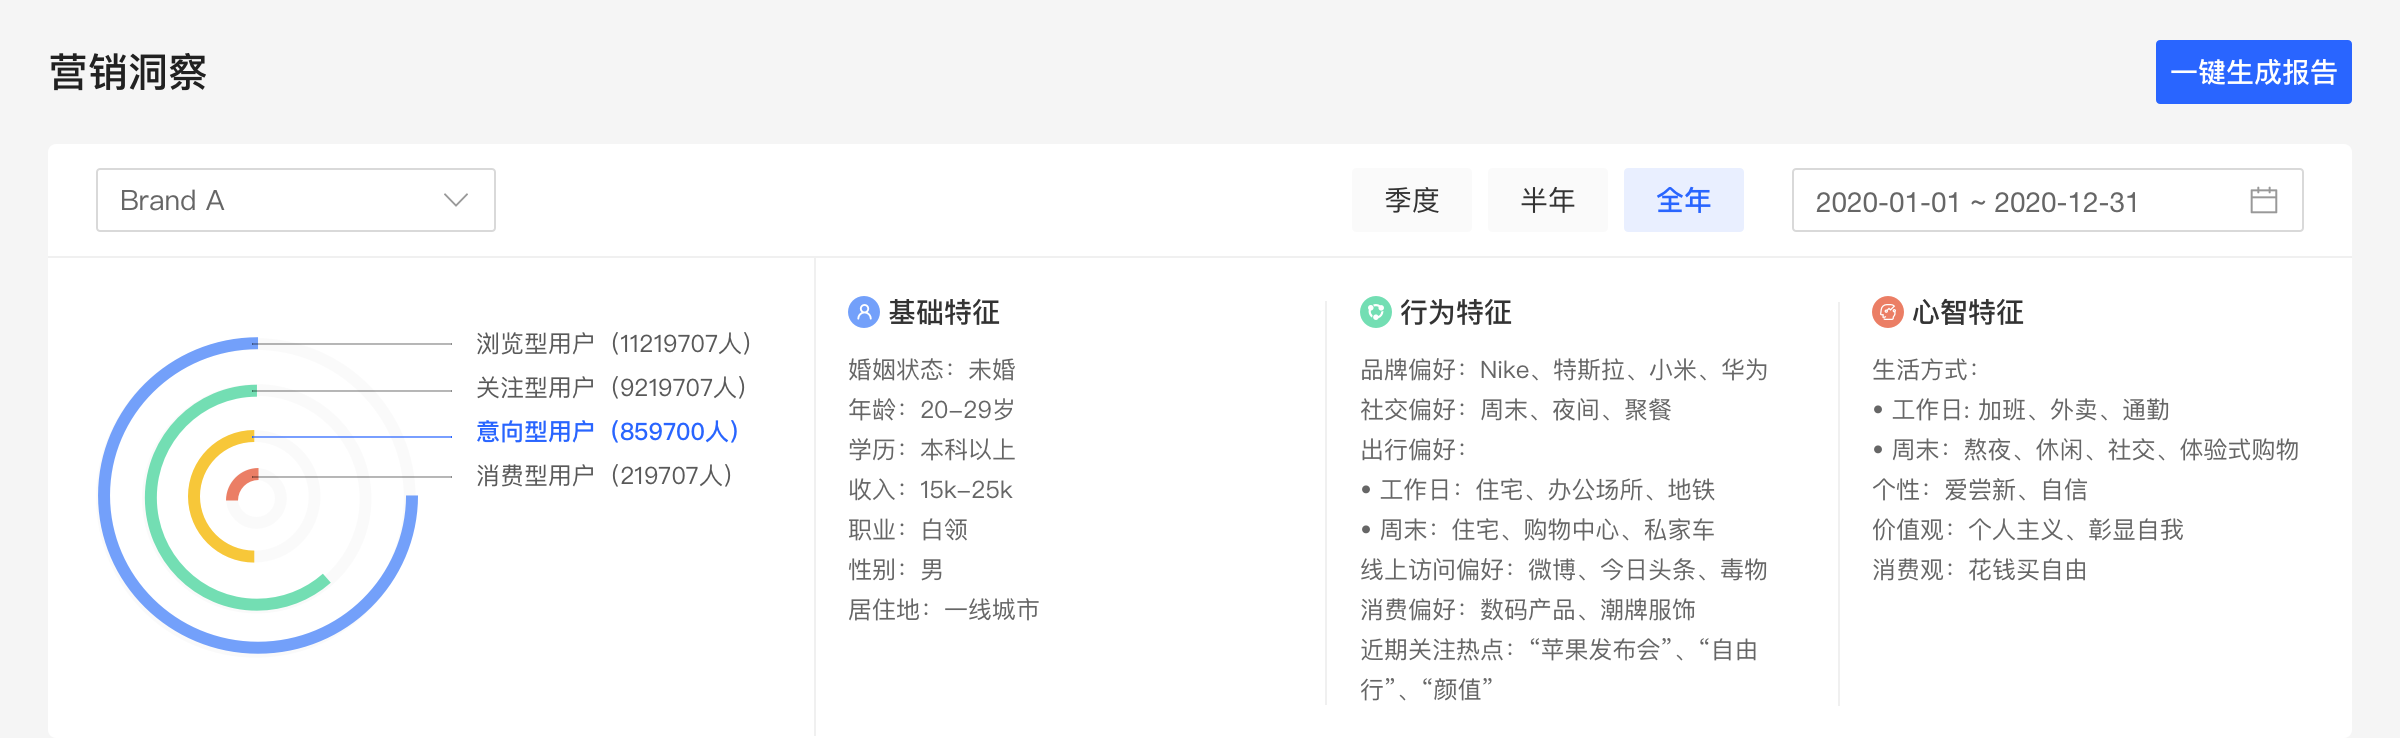 营销洞察
一键生成报告
Brand A
季度
半年
全年
2020-01-01 ~ 2020-12-31
浏览型用户（11219707人）
关注型用户（9219707人）
意向型用户（859700人）
消费型用户（219707人）
基础特征
婚姻状态：未婚
年龄：20–29岁
学历：本科以上
收入：15k–25k
职业：白领
性别：男
居住地：一线城市
行为特征
品牌偏好：Nike、特斯拉、小米、华为
社交偏好：周末、夜间、聚餐
出行偏好：
• 工作日：住宅、办公场所、地铁
• 周末：住宅、购物中心、私家车
线上访问偏好：微博、今日头条、毒物
消费偏好：数码产品、潮牌服饰
近期关注热点：“苹果发布会”、“自由
行”、“颜值”
心智特征
生活方式：
• 工作日: 加班、外卖、通勤
• 周末：熬夜、休闲、社交、体验式购物
个性：爱尝新、自信
价值观：个人主义、彰显自我
消费观：花钱买自由